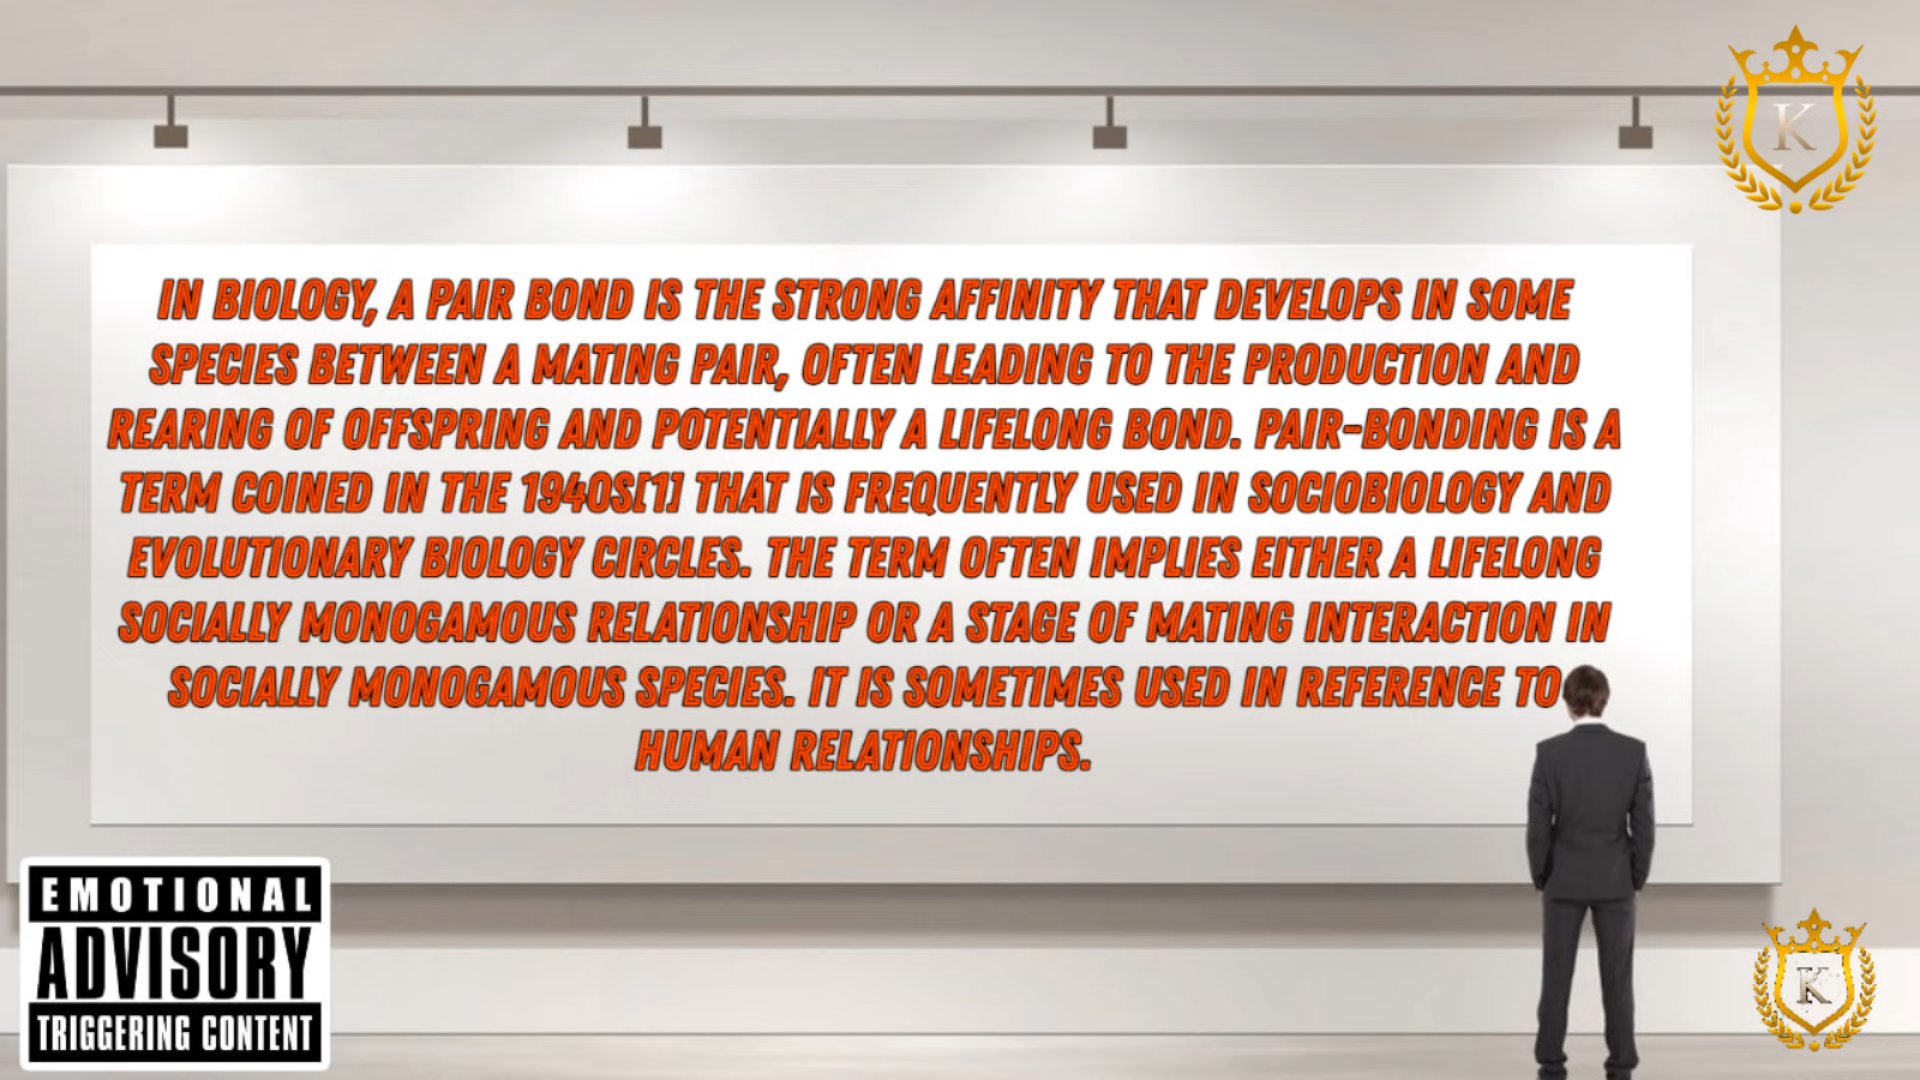 K
IN BIOLOGY, A PAIR BOND IS THE STRONG AFFINITY THAT DEVELOPS IN SOME
SPECIES BETWEEN A MATING PAIR, OFTEN LEADING TO THE PRODUCTION AND
REARING OF OFFSPRING AND POTENTIALLY A LIFELONG BOND. PAIR-BONDING IS A
TERM COINED IN THE 1940S[1] THAT IS FREQUENTLY USED IN SOCIOBIOLOGY AND
EVOLUTIONARY BIOLOGY CIRCLES. THE TERM OFTEN IMPLIES EITHER A LIFELONG
SOCIALLY MONOGAMOUS RELATIONSHIP OR A STAGE OF MATING INTERACTION IN
SOCIALLY MONOGAMOUS SPECIES. IT IS SOMETIMES USED IN REFERENCE TO
HUMAN RELATIONSHIPS.
EMOTIONAL
ADVISORY
TRIGGERING CONTENT
K